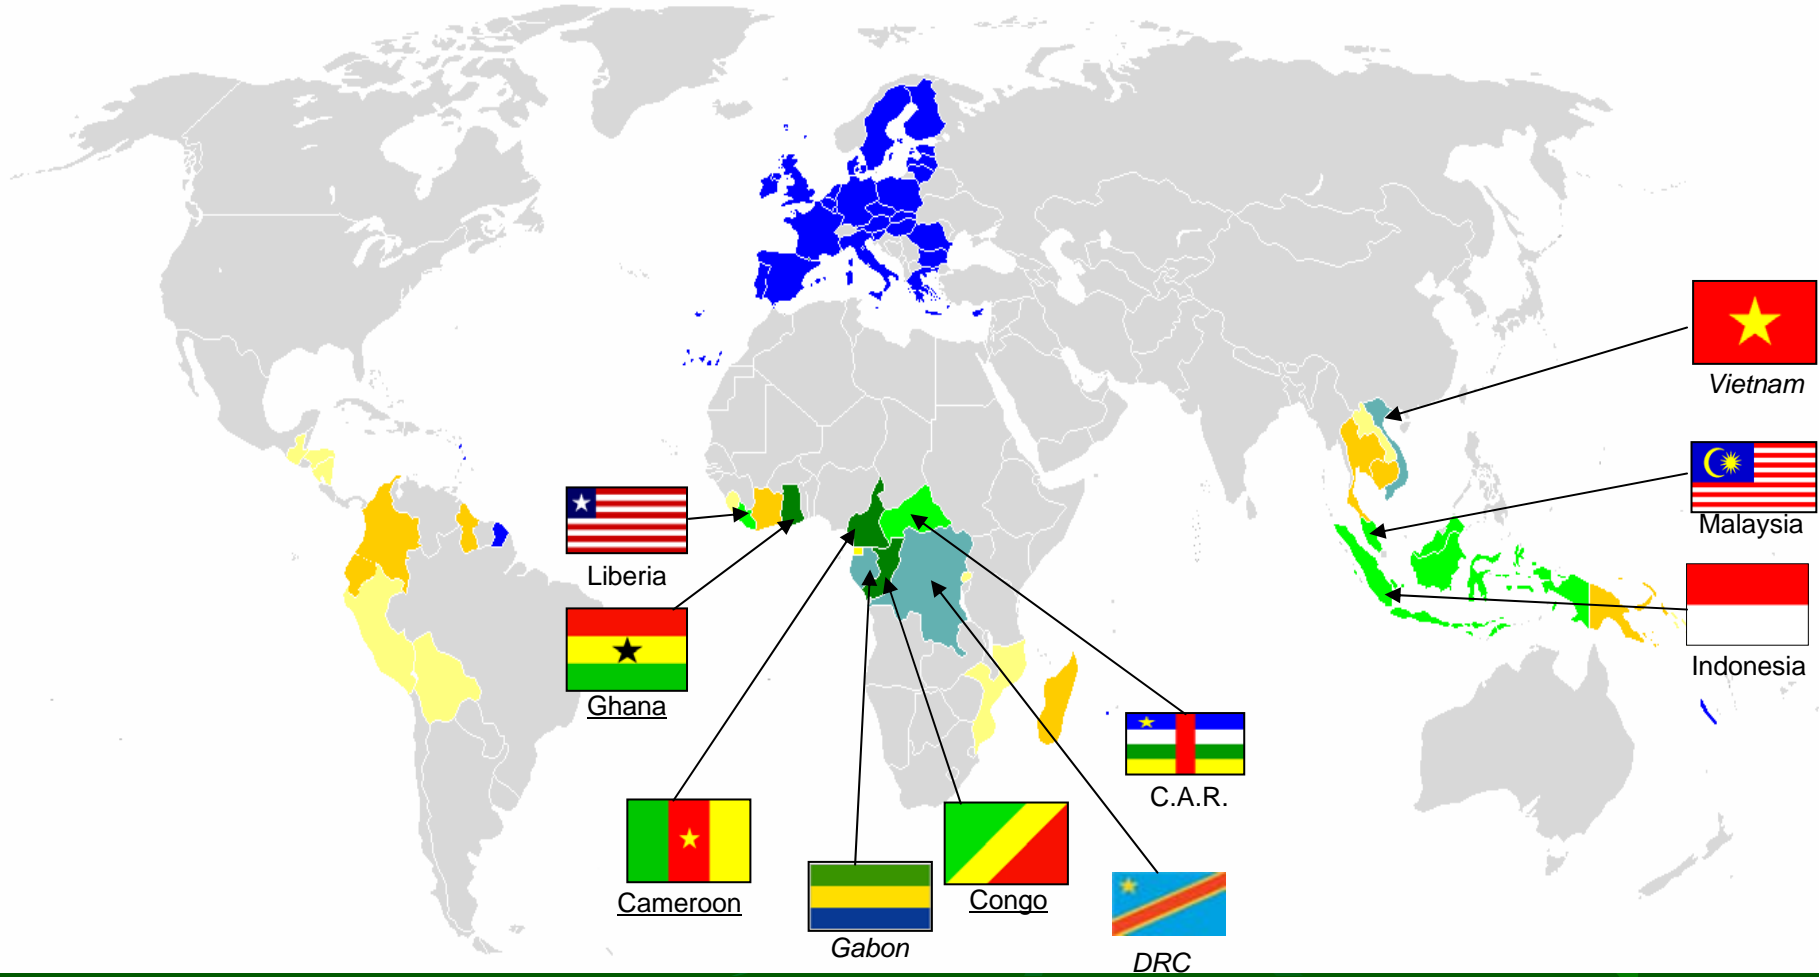 Vietnam
Malaysia
Liberia
Indonesia
Ghana
C.A.R.
Cameroon
Congo
Gabon
DRC